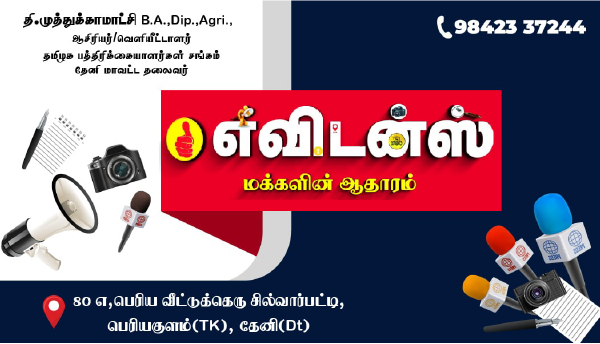 தி.முத்துக்காமாட்சி B.A.,Dip.,Agri.,
ஆசிரியர்/வெளியீட்டாளர்
தமிழக பத்திரிக்கையாளர்கள் சங்கம்
தேனி மாவட்ட தலைவர்
98423 37244
எவிடன்ஸ்
மக்களின் ஆதாரம்
80 எ,பெரிய வீட்டுக்கெரு சில்வார்பட்டி,
பெரியகுளம்(TK), தேனி(Dt)